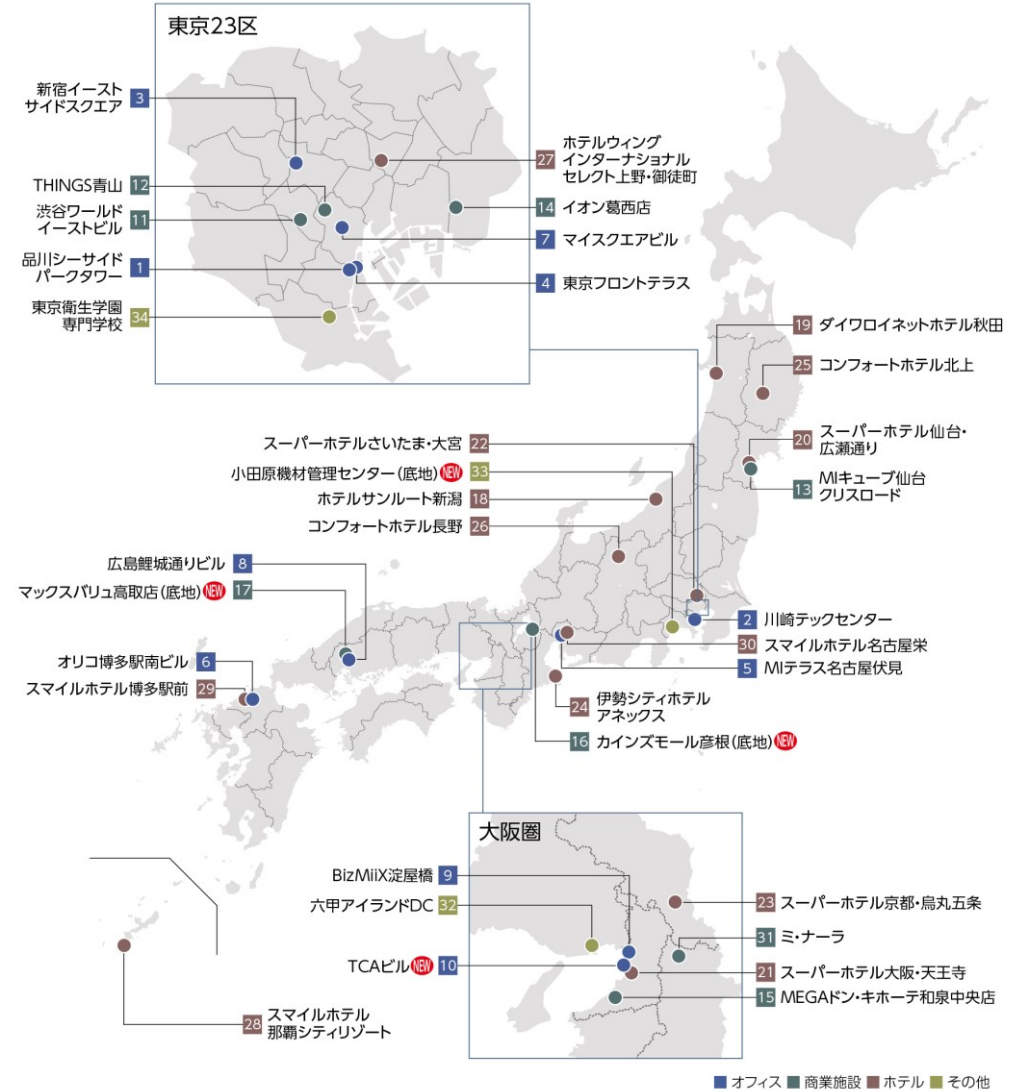 東京23区
新宿イースト
サイドスクエア 3
THINGS青山 12
渋谷ワールド
イーストビル 11
品川シーサイド
パークタワー 1
東京衛生学園
専門学校 34
ホテルウィング
インターナショナル
セレクト上野・御徒町 27
14 イオン葛西店
7 マイスクエアビル
4 東京フロントテラス
19 ダイワロイネットホテル秋田
25 コンフォートホテル北上
20 スーパーホテル仙台・
広瀬通り
13 MIキューブ仙台
クリスロード
スーパーホテルさいたま・大宮 22
小田原機材管理センター(底地) NEW 33
ホテルサンルート新潟 18
コンフォートホテル長野 26
広島鯉城通りビル 8
マックスバリュ高取店(底地) NEW 17
オリコ博多駅南ビル 6
スマイルホテル博多駅前 29
2 川崎テックセンター
30 スマイルホテル名古屋栄
5 MIテラス名古屋伏見
24 伊勢シティホテル
アネックス
16 カインズモール彦根(底地) NEW
28 スマイルホテル
那覇シティリゾート
大阪圏
BizMiiX淀屋橋 9
六甲アイランドDC 32
TCAビル NEW 10
23 スーパーホテル京都・烏丸五条
31 ミ・ナーラ
21 スーパーホテル大阪・天王寺
15 MEGAドン・キホーテ和泉中央店
オフィス 商業施設 ホテル その他